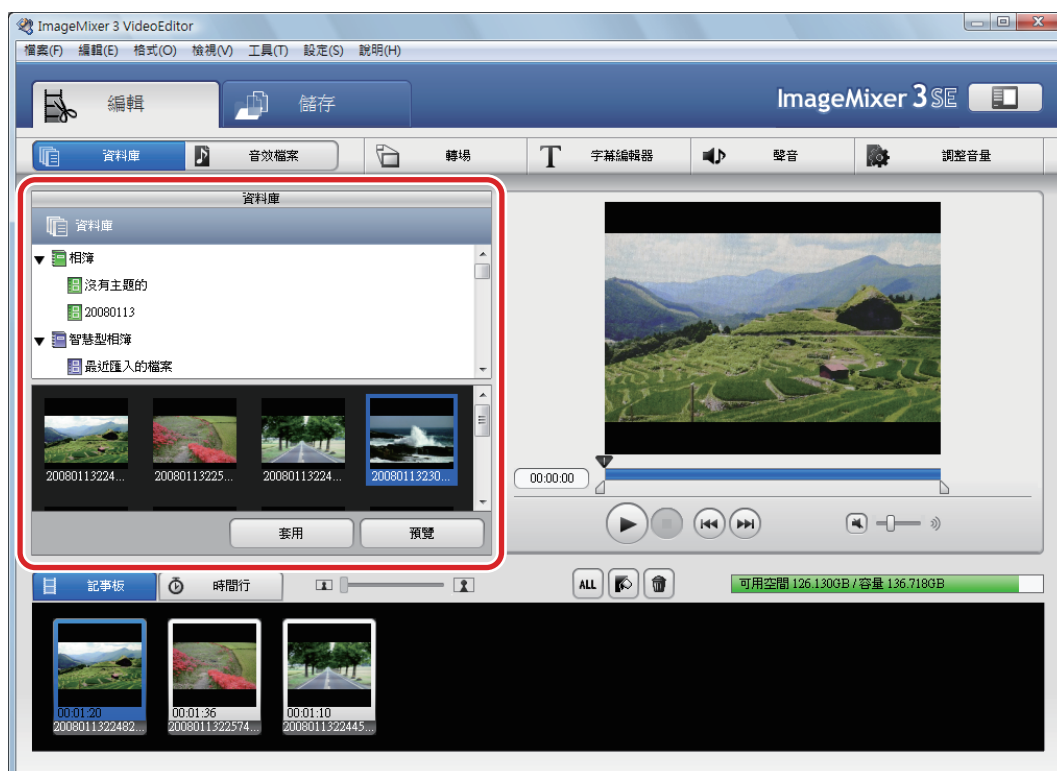 ImageMixer 3 VideoEditor
檔案(F) 編輯(E) 格式(O) 檢視(V) 工具(T) 設定(S) 說明(H)
編輯 儲存 ImageMixer 3 SE
資料庫 音效檔案 轉場 T 字幕編輯器 聲音 調整音量
資料庫
資料庫
相簿
沒有主題的
20080113
智慧型相簿
最近匯入的檔案
20080113224... 20080113225... 20080113224... 20080113230...
00:00:00
套用 預覽
記事板 時間行 ALL 可用空間 126.130GB / 容量 136.718GB
00:01:20 00:01:36 00:01:10
2008011322482... 2008011322574... 2008011322445...